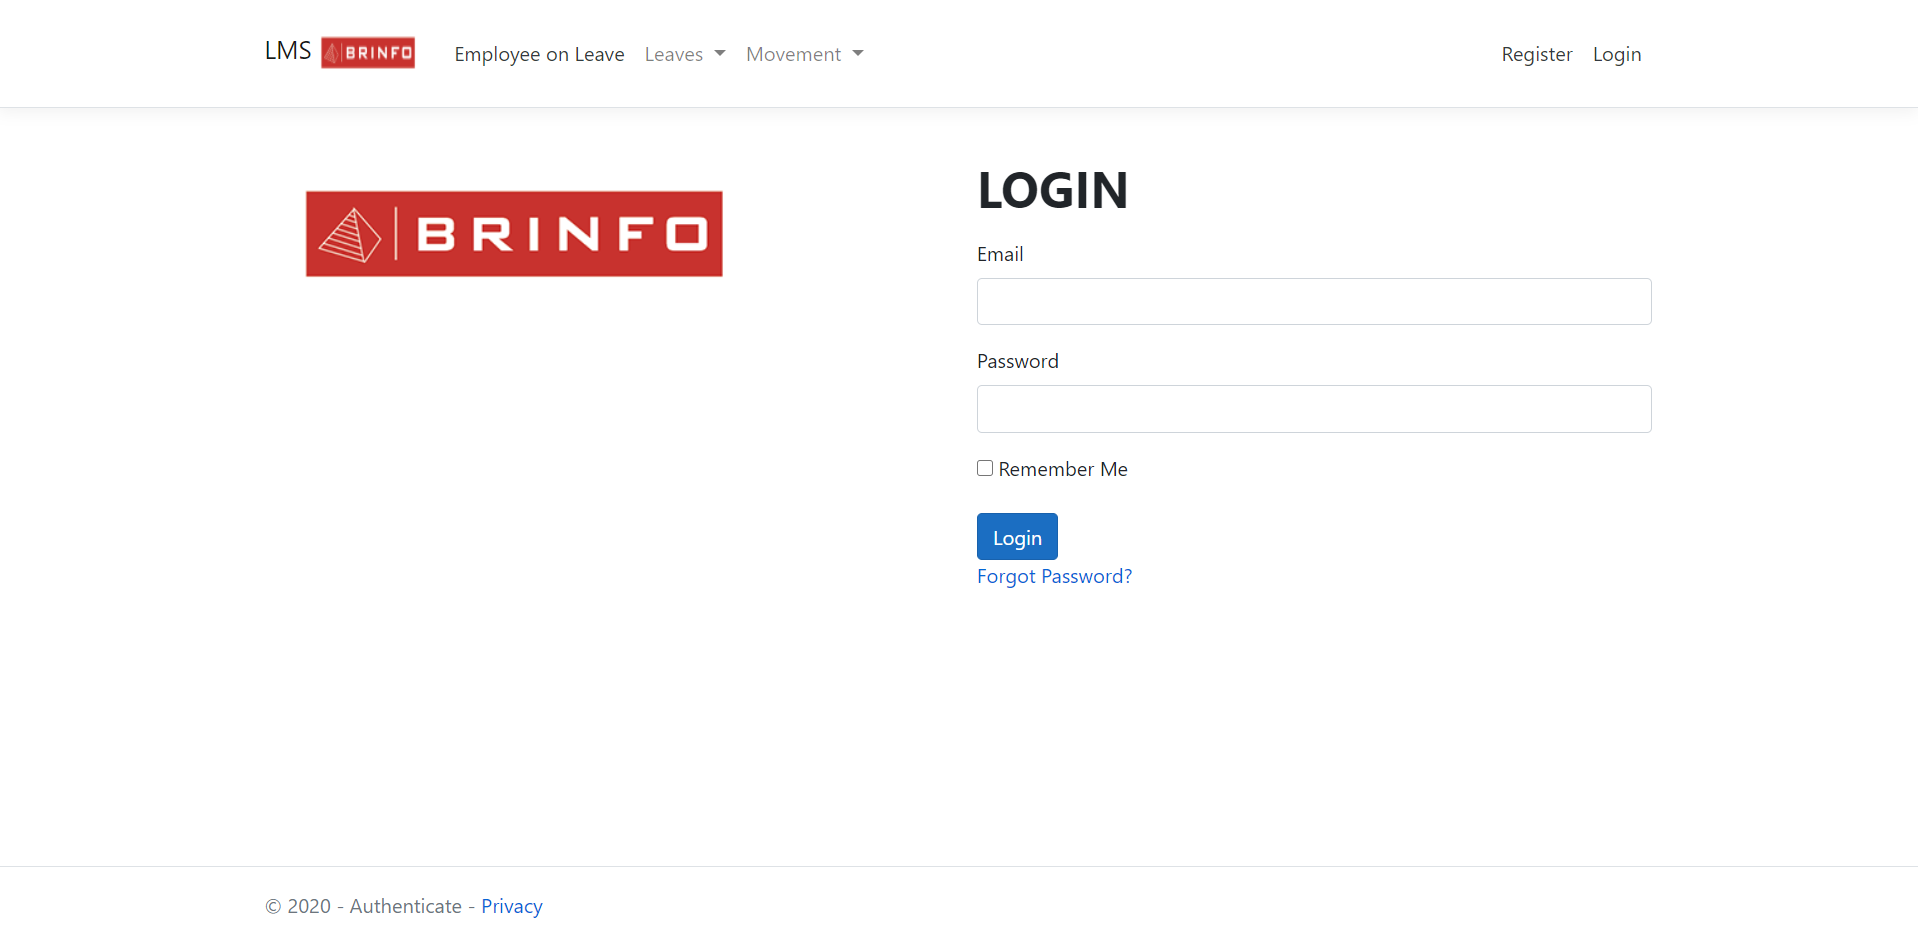 LMS BRINFO Employee on Leave Leaves Movement Register Login
BRINFO
LOGIN
Email
Password
Remember Me
Login
Forgot Password?
© 2020 - Authenticate - Privacy